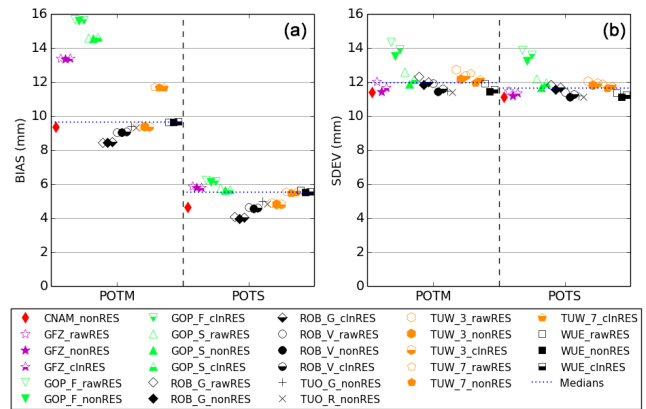 (a)
(b)
16
14
12
10
8
6
4
2
0
BIAS (mm)
POTM
POTS
16
14
12
10
8
6
4
2
0
SDEV (mm)
POTM
POTS
CNAM_nonRES
GFZ_rawRES
GFZ_nonRES
GFZ_clnRES
GOP_F_rawRES
GOP_F_nonRES
GOP_F_clnRES
GOP_S_rawRES
GOP_S_nonRES
GOP_S_clnRES
ROB_G_rawRES
ROB_G_nonRES
ROB_G_clnRES
ROB_V_rawRES
ROB_V_nonRES
ROB_V_clnRES
TUO_G_nonRES
TUO_R_nonRES
TUW_3_rawRES
TUW_3_nonRES
TUW_3_clnRES
TUW_7_rawRES
TUW_7_nonRES
TUW_7_clnRES
WUE_rawRES
WUE_nonRES
WUE_clnRES
Medians